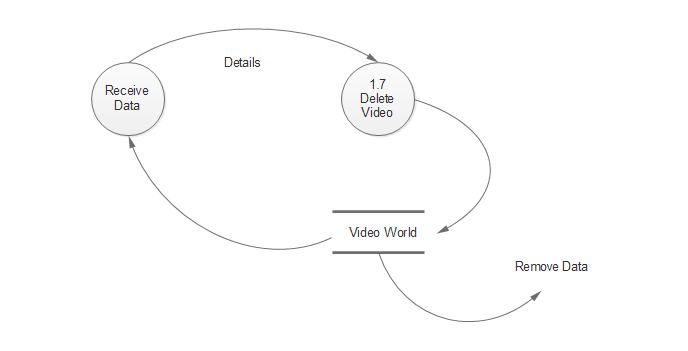 Details
Receive
Data
1.7
Delete
Video
Video World
Remove Data